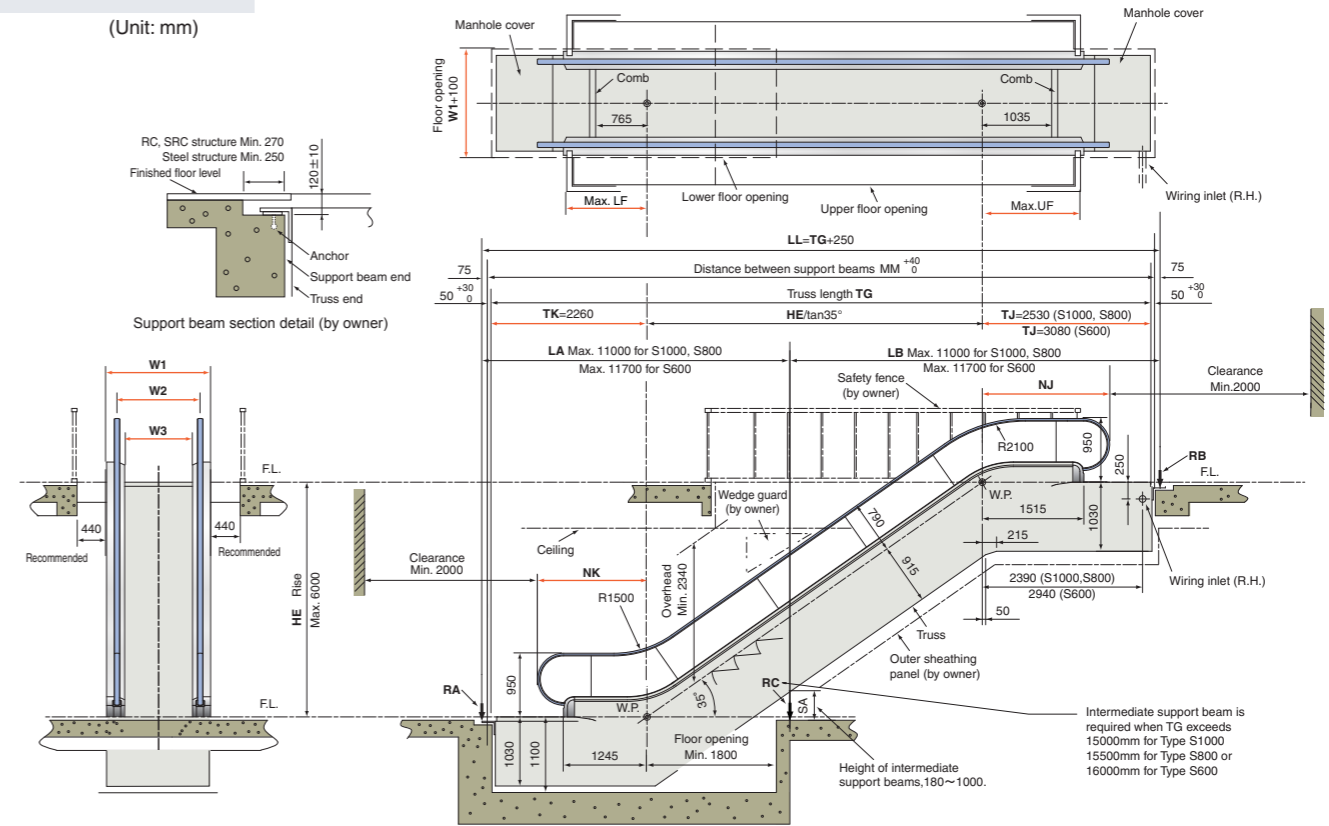 (Unit: mm)
Manhole cover
Manhole cover
Floor opening
W1+100
Comb
Comb
765
1035
Wiring inlet (R.H.)
Lower floor opening
Upper floor opening
Max. LF
Max.UF
RC, SRC structure Min. 270
Steel structure Min. 250
Finished floor level
120±10
Anchor
Support beam end
Truss end
Support beam section detail (by owner)
LL=TG+250
75
Distance between support beams MM +40 0
75
50 +30 0
Truss length TG
50 +30 0
TK=2260
HE/tan35°
TJ=2530 (S1000, S800)
TJ=3080 (S600)
LA Max. 11000 for S1000, S800
Max. 11700 for S600
LB Max. 11000 for S1000, S800
Max. 11700 for S600
Safety fence
(by owner)
NJ
Clearance
Min.2000
W1
W2
W3
F.L.
440
Recommended
440
Recommended
HE Rise
Max. 6000
F.L.
R2100
950
250
RB
F.L.
W.P.
Wedge guard
(by owner)
Ceiling
790
1515
1030
215
915
Clearance
Min. 2000
NK
Overhead
Min. 2340
2390 (S1000,S800)
2940 (S600)
Wiring inlet (R.H.)
50
R1500
Truss
Outer sheathing
panel (by owner)
950
RA
W.P.
35°
RC
SA
1030
1100
1245
Floor opening
Min. 1800
Height of intermediate
support beams,180~1000.
Intermediate support beam is
required when TG exceeds
15000mm for Type S1000
15500mm for Type S800 or
16000mm for Type S600